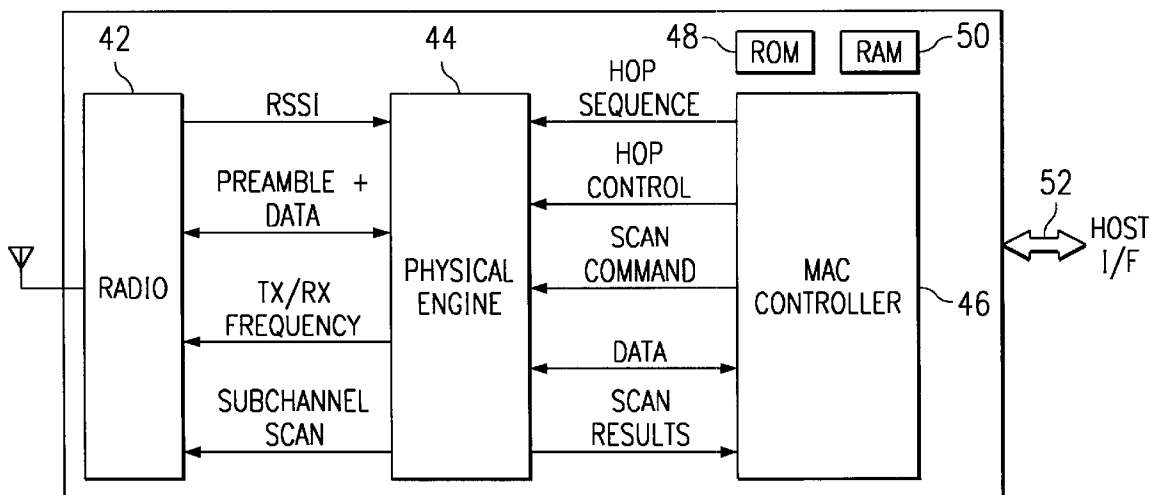 42
44
48
ROM
RAM
50
RSSI
HOP
SEQUENCE
PREAMBLE +
DATA
HOP
CONTROL
52
HOST
I/F
RADIO
TX/RX
FREQUENCY
PHYSICAL
ENGINE
SCAN
COMMAND
MAC
CONTROLLER
46
DATA
SUBCHANNEL
SCAN
SCAN
RESULTS